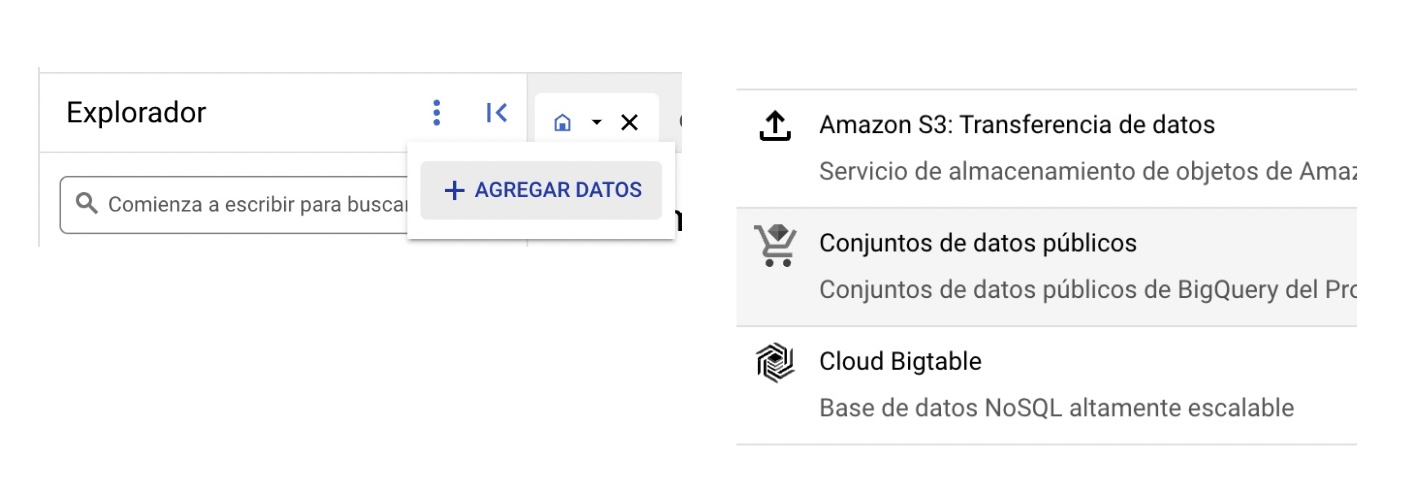 Explorador
AGREGAR DATOS
Comienza a escribir para buscar
Amazon S3: Transferencia de datos
Servicio de almacenamiento de objetos de Amaz
Conjuntos de datos públicos
Conjuntos de datos públicos de BigQuery del Pro
Cloud Bigtable
Base de datos NoSQL altamente escalable